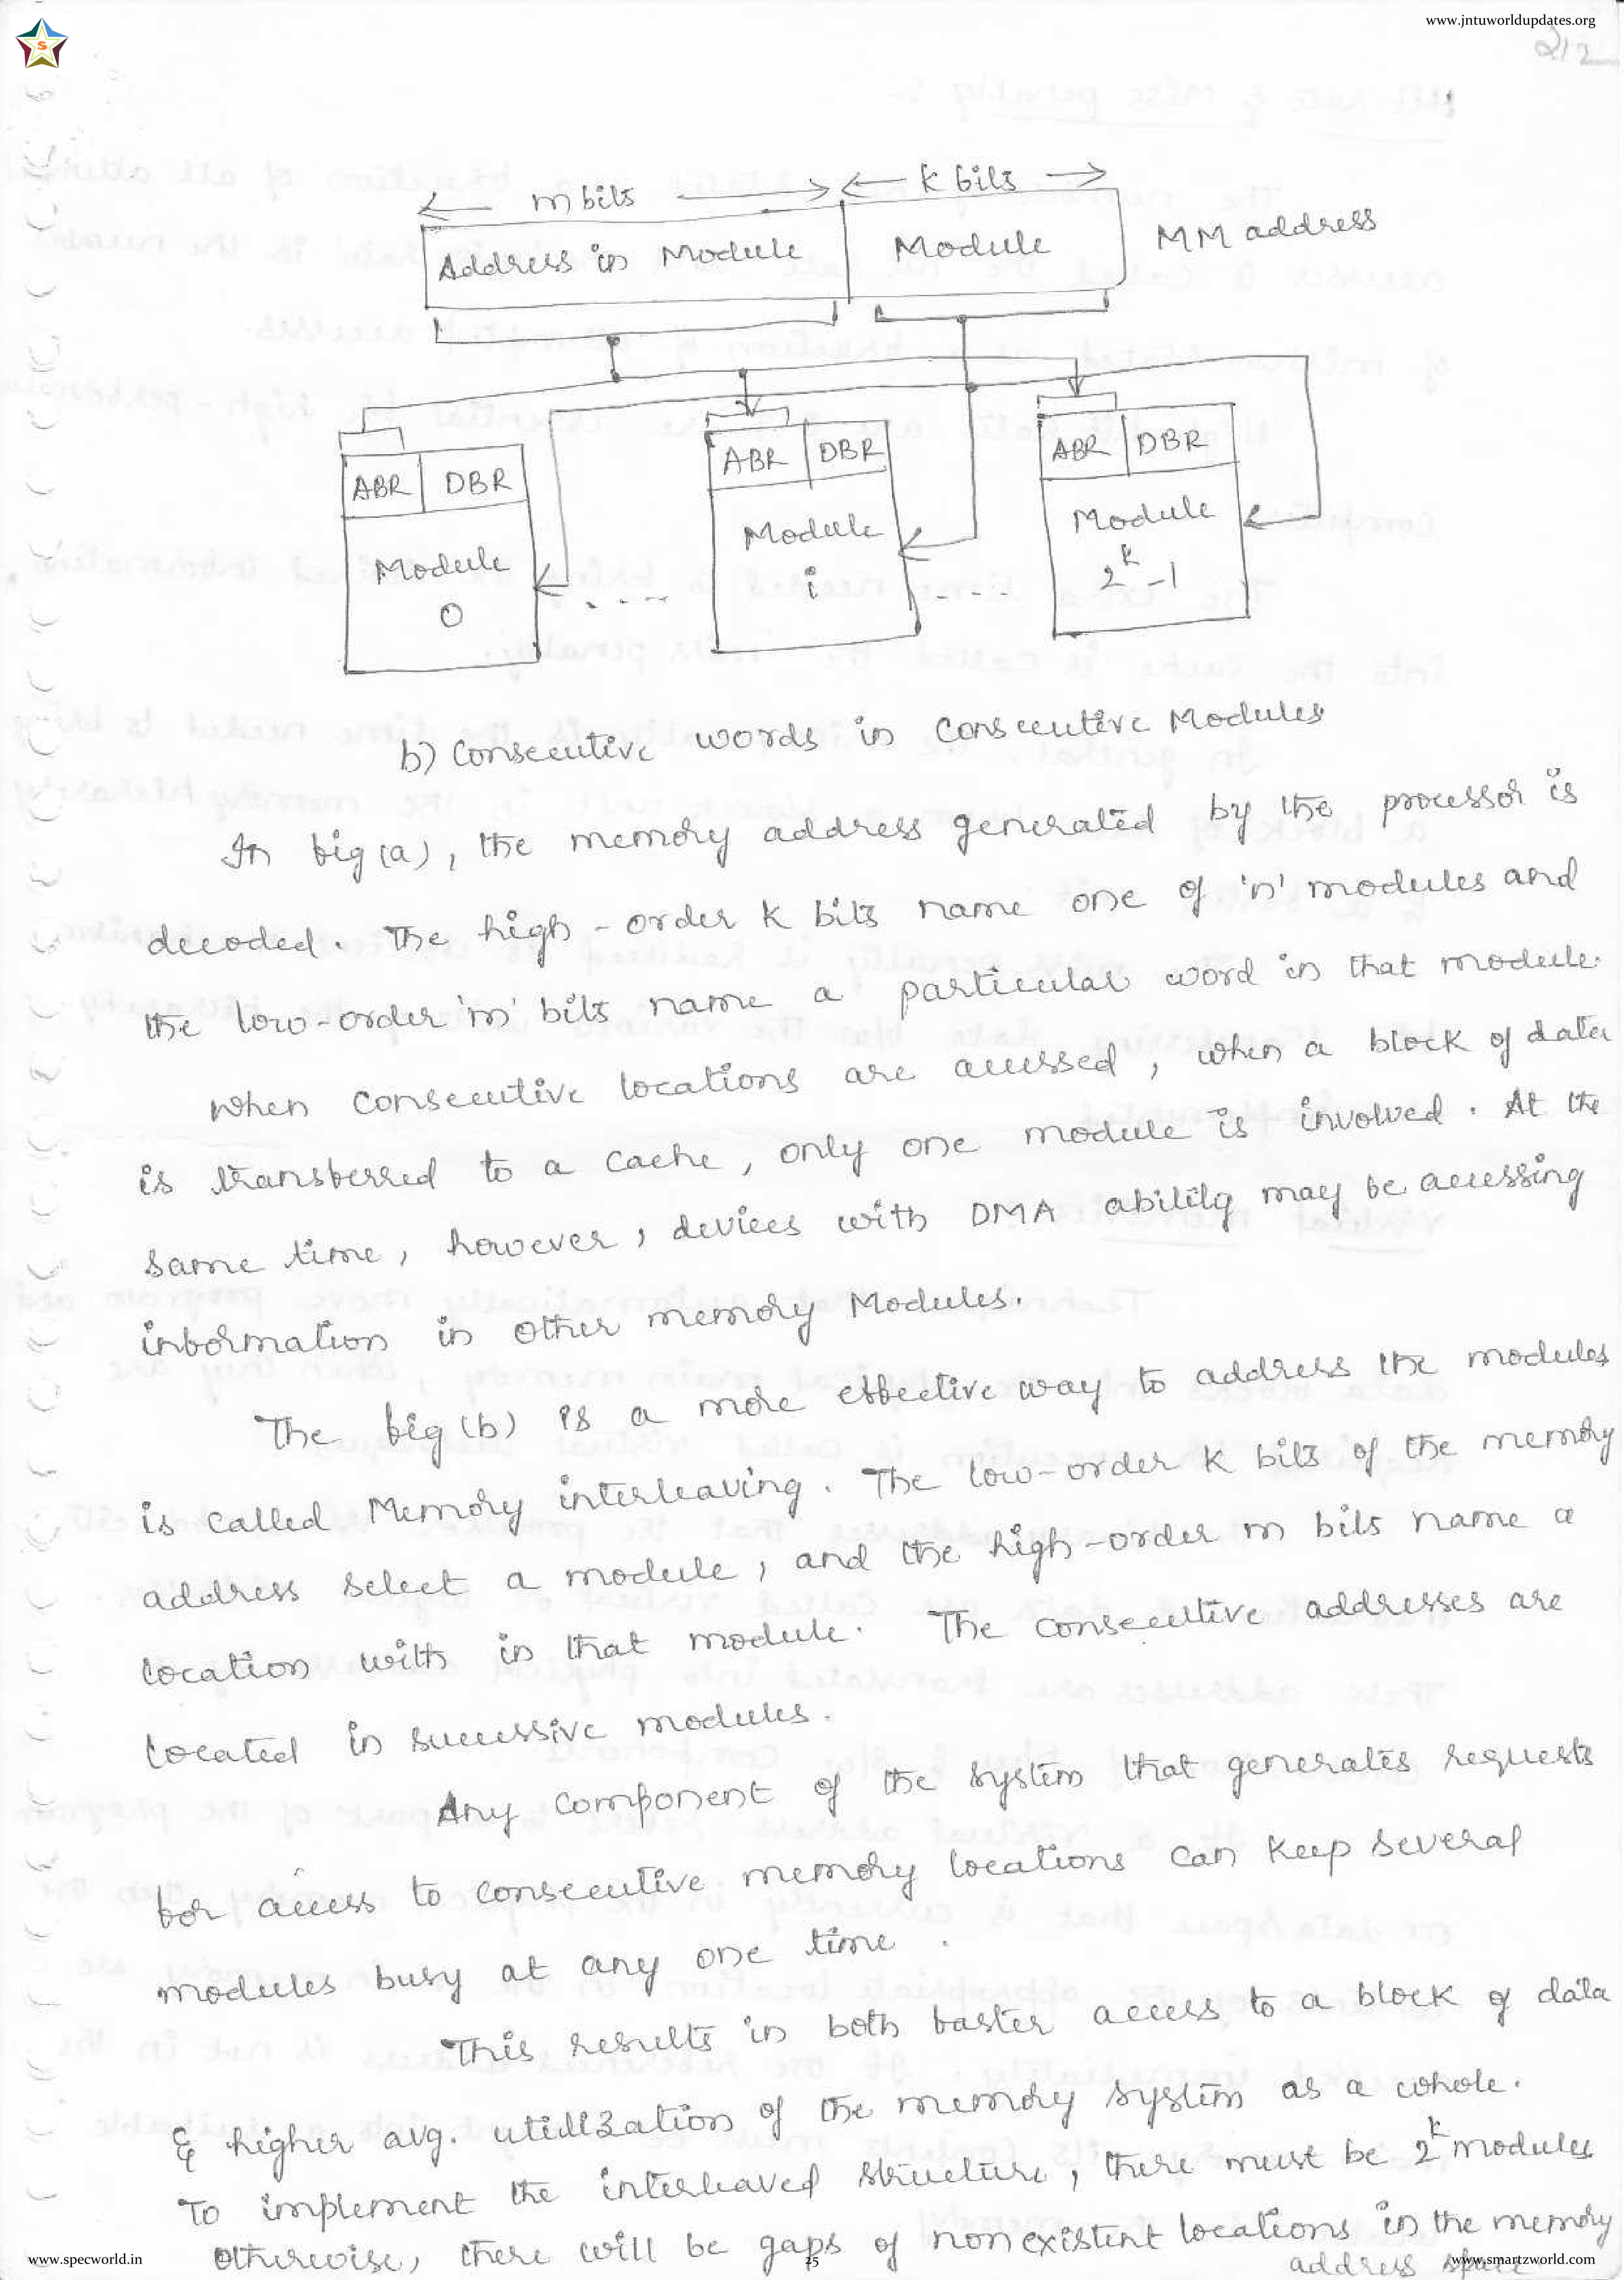 www.jntuworldupdates.org
S
212
m bits k bits
Address in Module Module MM address
ABR DBR ABR DBR ABR DBR
Module 0 Module i Module 2^k-1
b) Consecutive words in Consecutive Modules
In fig(a), the memory address generated by the processor is
decoded. The high-order k bits name one of 'n' modules and
the low-order 'm' bits name a particular word in that module.
When consecutive locations are accessed, when a block of data
is transferred to a cache, only one module is involved. At the
same time, however, devices with DMA ability may be accessing
information in other memory Modules.
The fig(b) is a more effective way to address the modules
is called Memory interleaving. The low-order k bits of the memory
address select a module, and the high-order m bits name a
location with in that module. The consecutive addresses are
located in successive modules.
Any component of the system that generates requests
for access to consecutive memory locations can keep several
modules busy at any one time.
This results in both faster access to a block of data
& higher avg. utilization of the memory system as a whole.
To implement the interleaved structure, there must be 2^k modules
otherwise, there will be gaps of nonexistent locations in the memory
address space
www.specworld.in
25
www.smartzworld.com